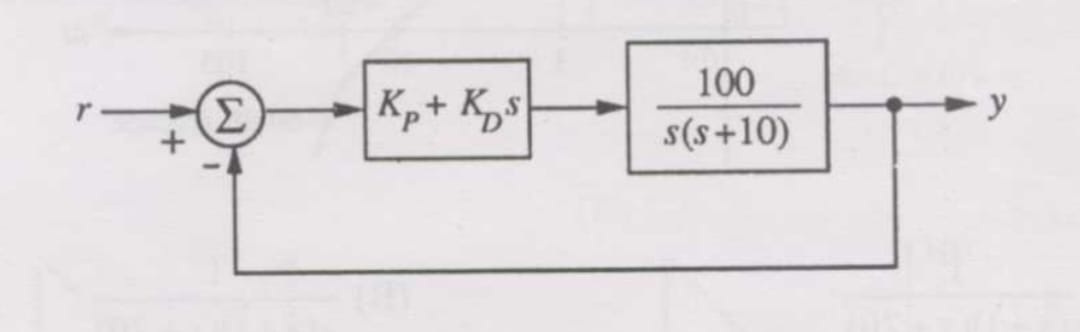 r
+
-
Σ
K_P + K_D s
100
s(s+10)
y